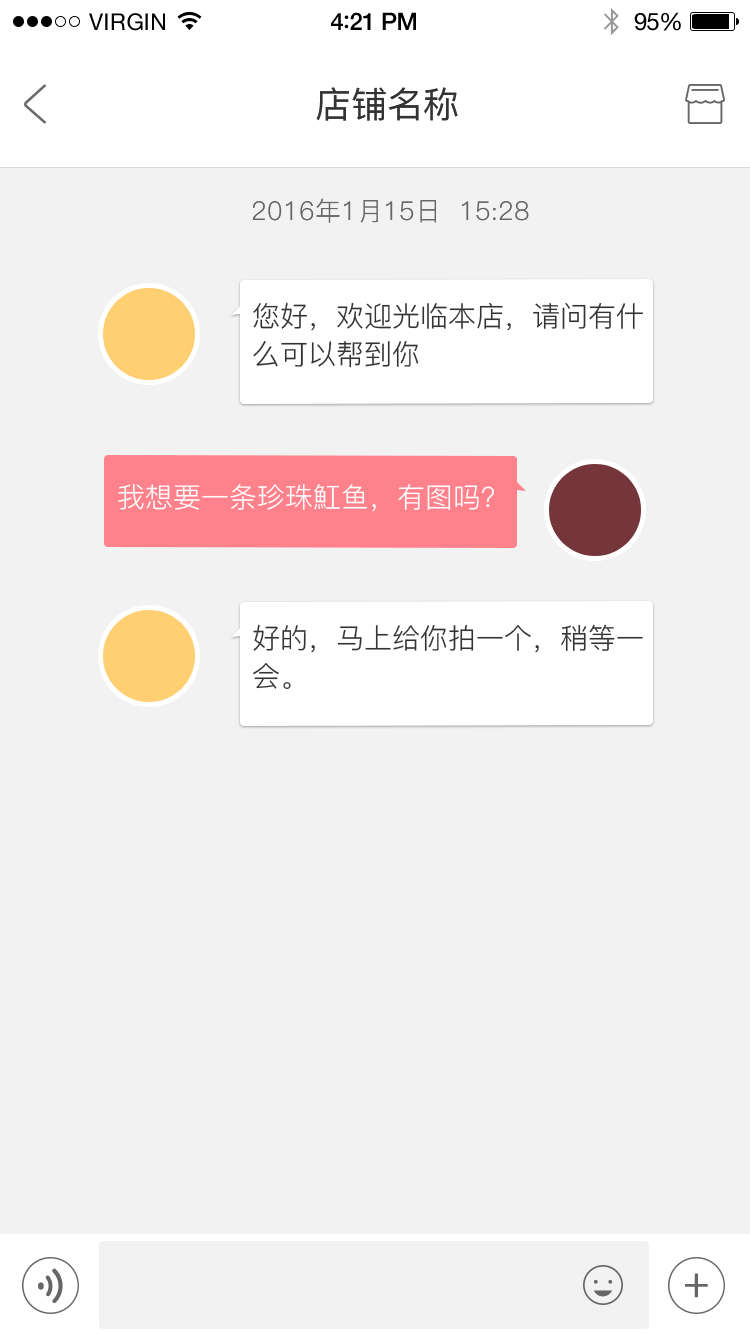 VIRGIN 4:21 PM 95%
店铺名称
2016年1月15日 15:28
您好，欢迎光临本店，请问有什
么可以帮到你
我想要一条珍珠魟鱼，有图吗？
好的，马上给你拍一个，稍等一
会。